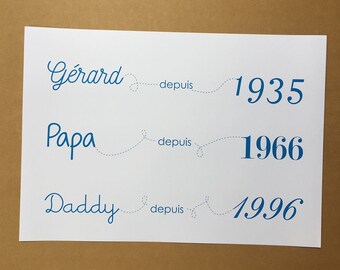 Gérard depuis 1935
Papa depuis 1966
Daddy depuis 1996